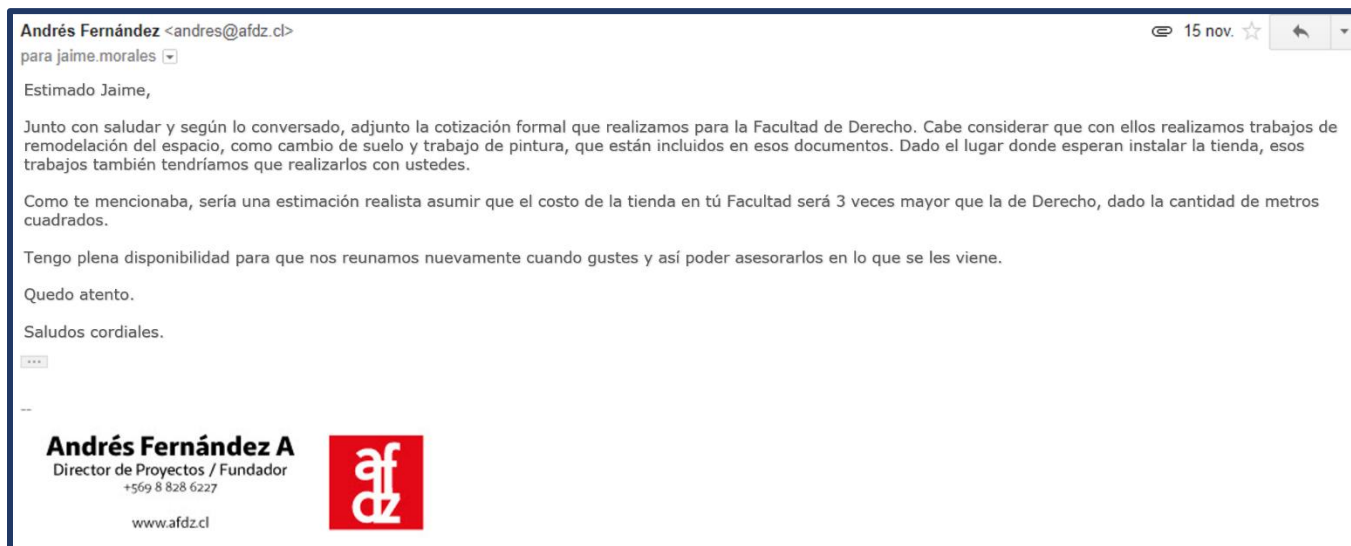 Andrés Fernández <andres@afdz.cl>
15 nov.
para jaime.morales
Estimado Jaime,
Junto con saludar y según lo conversado, adjunto la cotización formal que realizamos para la Facultad de Derecho. Cabe considerar que con ellos realizamos trabajos de
remodelación del espacio, como cambio de suelo y trabajo de pintura, que están incluidos en esos documentos. Dado el lugar donde esperan instalar la tienda, esos
trabajos también tendríamos que realizarlos con ustedes.
Como te mencionaba, sería una estimación realista asumir que el costo de la tienda en tú Facultad será 3 veces mayor que la de Derecho, dado la cantidad de metros
cuadrados.
Tengo plena disponibilidad para que nos reunamos nuevamente cuando gustes y así poder asesorarlos en lo que se les viene.
Quedo atento.
Saludos cordiales.
...
--
Andrés Fernández A
Director de Proyectos / Fundador
+569 8 828 6227
www.afdz.cl
af
dz